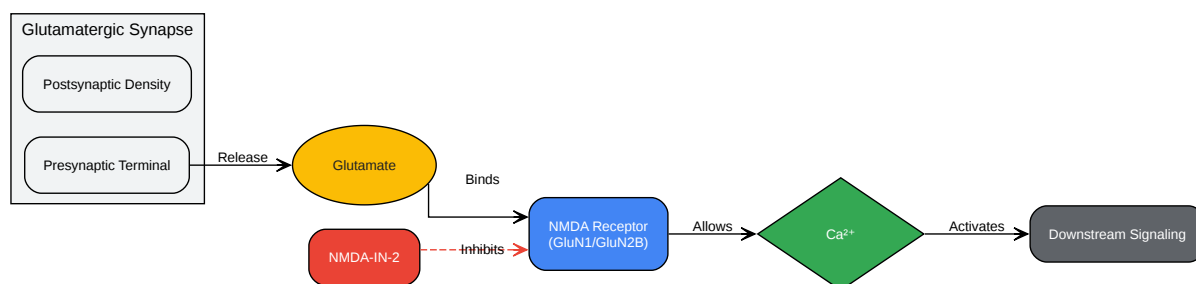 Glutamatergic Synapse
Postsynaptic Density
Presynaptic Terminal
Release
Glutamate
Binds
NMDA-IN-2
Inhibits
NMDA Receptor
(GluN1/GluN2B)
Allows
Ca²⁺
Activates
Downstream Signaling